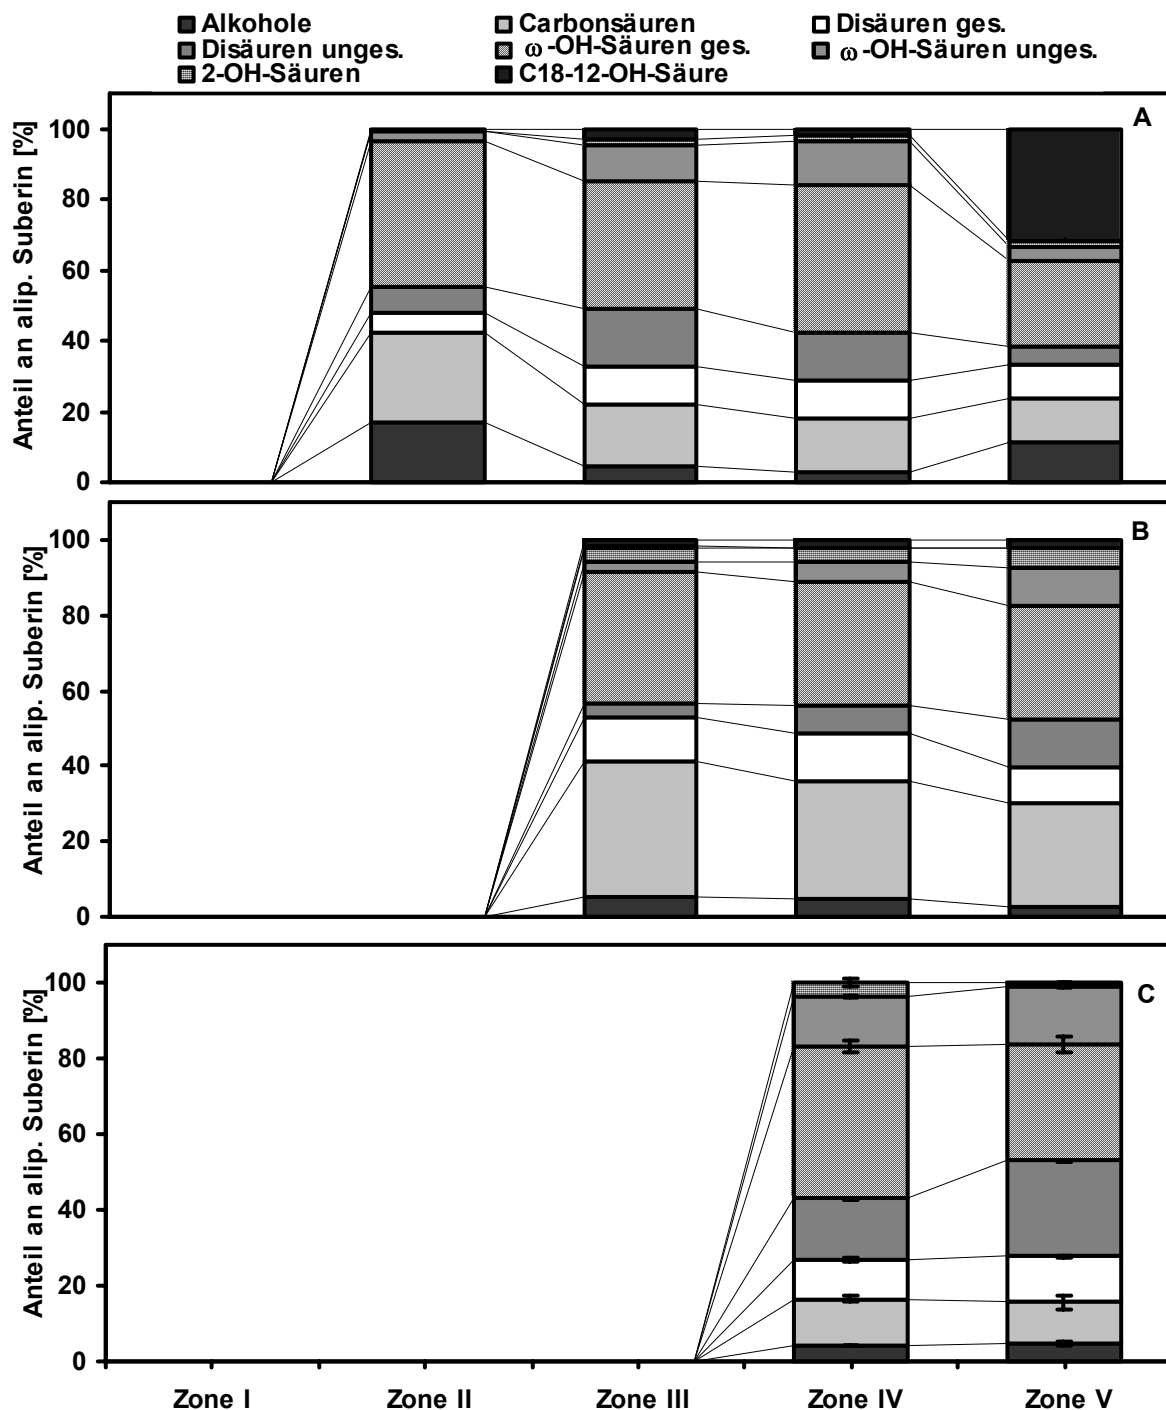 Alkohole Carbonsäuren Disäuren ges.
Disäuren unges. ω-OH-Säuren ges. ω-OH-Säuren unges.
2-OH-Säuren C18-12-OH-Säure
A
Anteil an alip. Suberin [%]
100
80
60
40
20
0
B
Anteil an alip. Suberin [%]
100
80
60
40
20
0
C
Anteil an alip. Suberin [%]
100
80
60
40
20
0
Zone I Zone II Zone III Zone IV Zone V